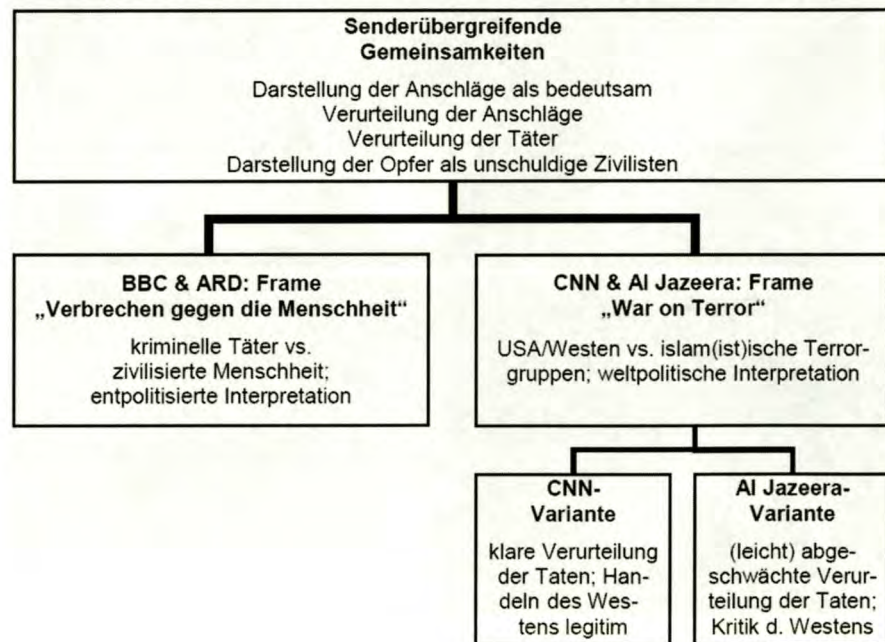 Senderübergreifende
Gemeinsamkeiten
Darstellung der Anschläge als bedeutsam
Verurteilung der Anschläge
Verurteilung der Täter
Darstellung der Opfer als unschuldige Zivilisten
BBC & ARD: Frame
„Verbrechen gegen die Menschheit“
kriminelle Täter vs.
zivilisierte Menschheit;
entpolitisierte Interpretation
CNN & Al Jazeera: Frame
„War on Terror“
USA/Westen vs. islam(ist)ische Terror-
gruppen; weltpolitische Interpretation
CNN-
Variante
klare Verurteilung
der Taten; Han-
deln des Wes-
tens legitim
Al Jazeera-
Variante
(leicht) abge-
schwächte Verur-
teilung der Taten;
Kritik d. Westens